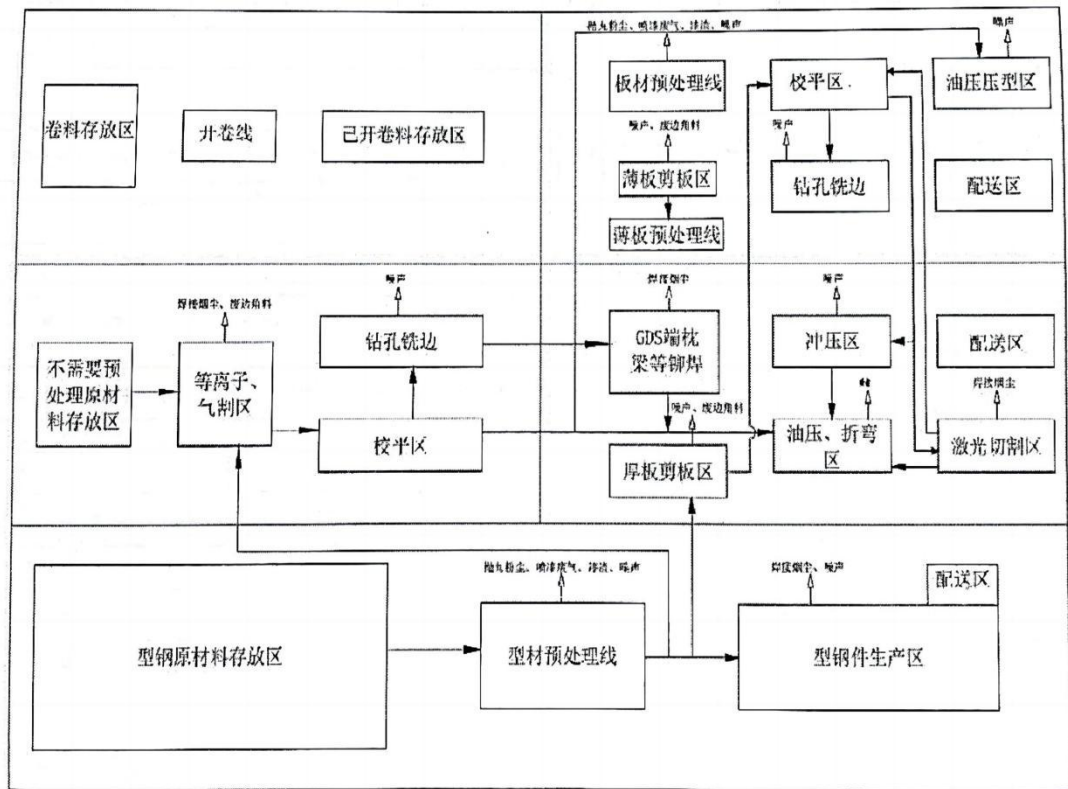 抛丸粉尘、喷漆废气、漆渣、噪声
噪声
卷料存放区
开卷线
已开卷料存放区
板材预处理线
校平区
油压压型区
噪声、废边角料
噪声
薄板剪板区
钻孔铣边
配送区
薄板预处理线
焊接烟尘、废边角料
噪声
焊接烟尘
噪声
不需要预
处理原材
料存放区
等离子、
气割区
钻孔铣边
GDS端枕
梁等铆焊
冲压区
配送区
噪声、废边角料
焊接烟尘
校平区
厚板剪板区
油压、折弯
区
激光切割区
抛丸粉尘、喷漆废气、漆渣、噪声
焊接烟尘、噪声
配送区
型钢原材料存放区
型材预处理线
型钢件生产区